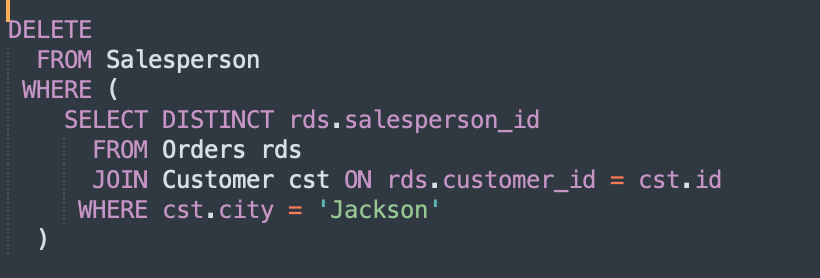 DELETE
FROM Salesperson
WHERE (
SELECT DISTINCT rds.salesperson_id
FROM Orders rds
JOIN Customer cst ON rds.customer_id = cst.id
WHERE cst.city = 'Jackson'
)